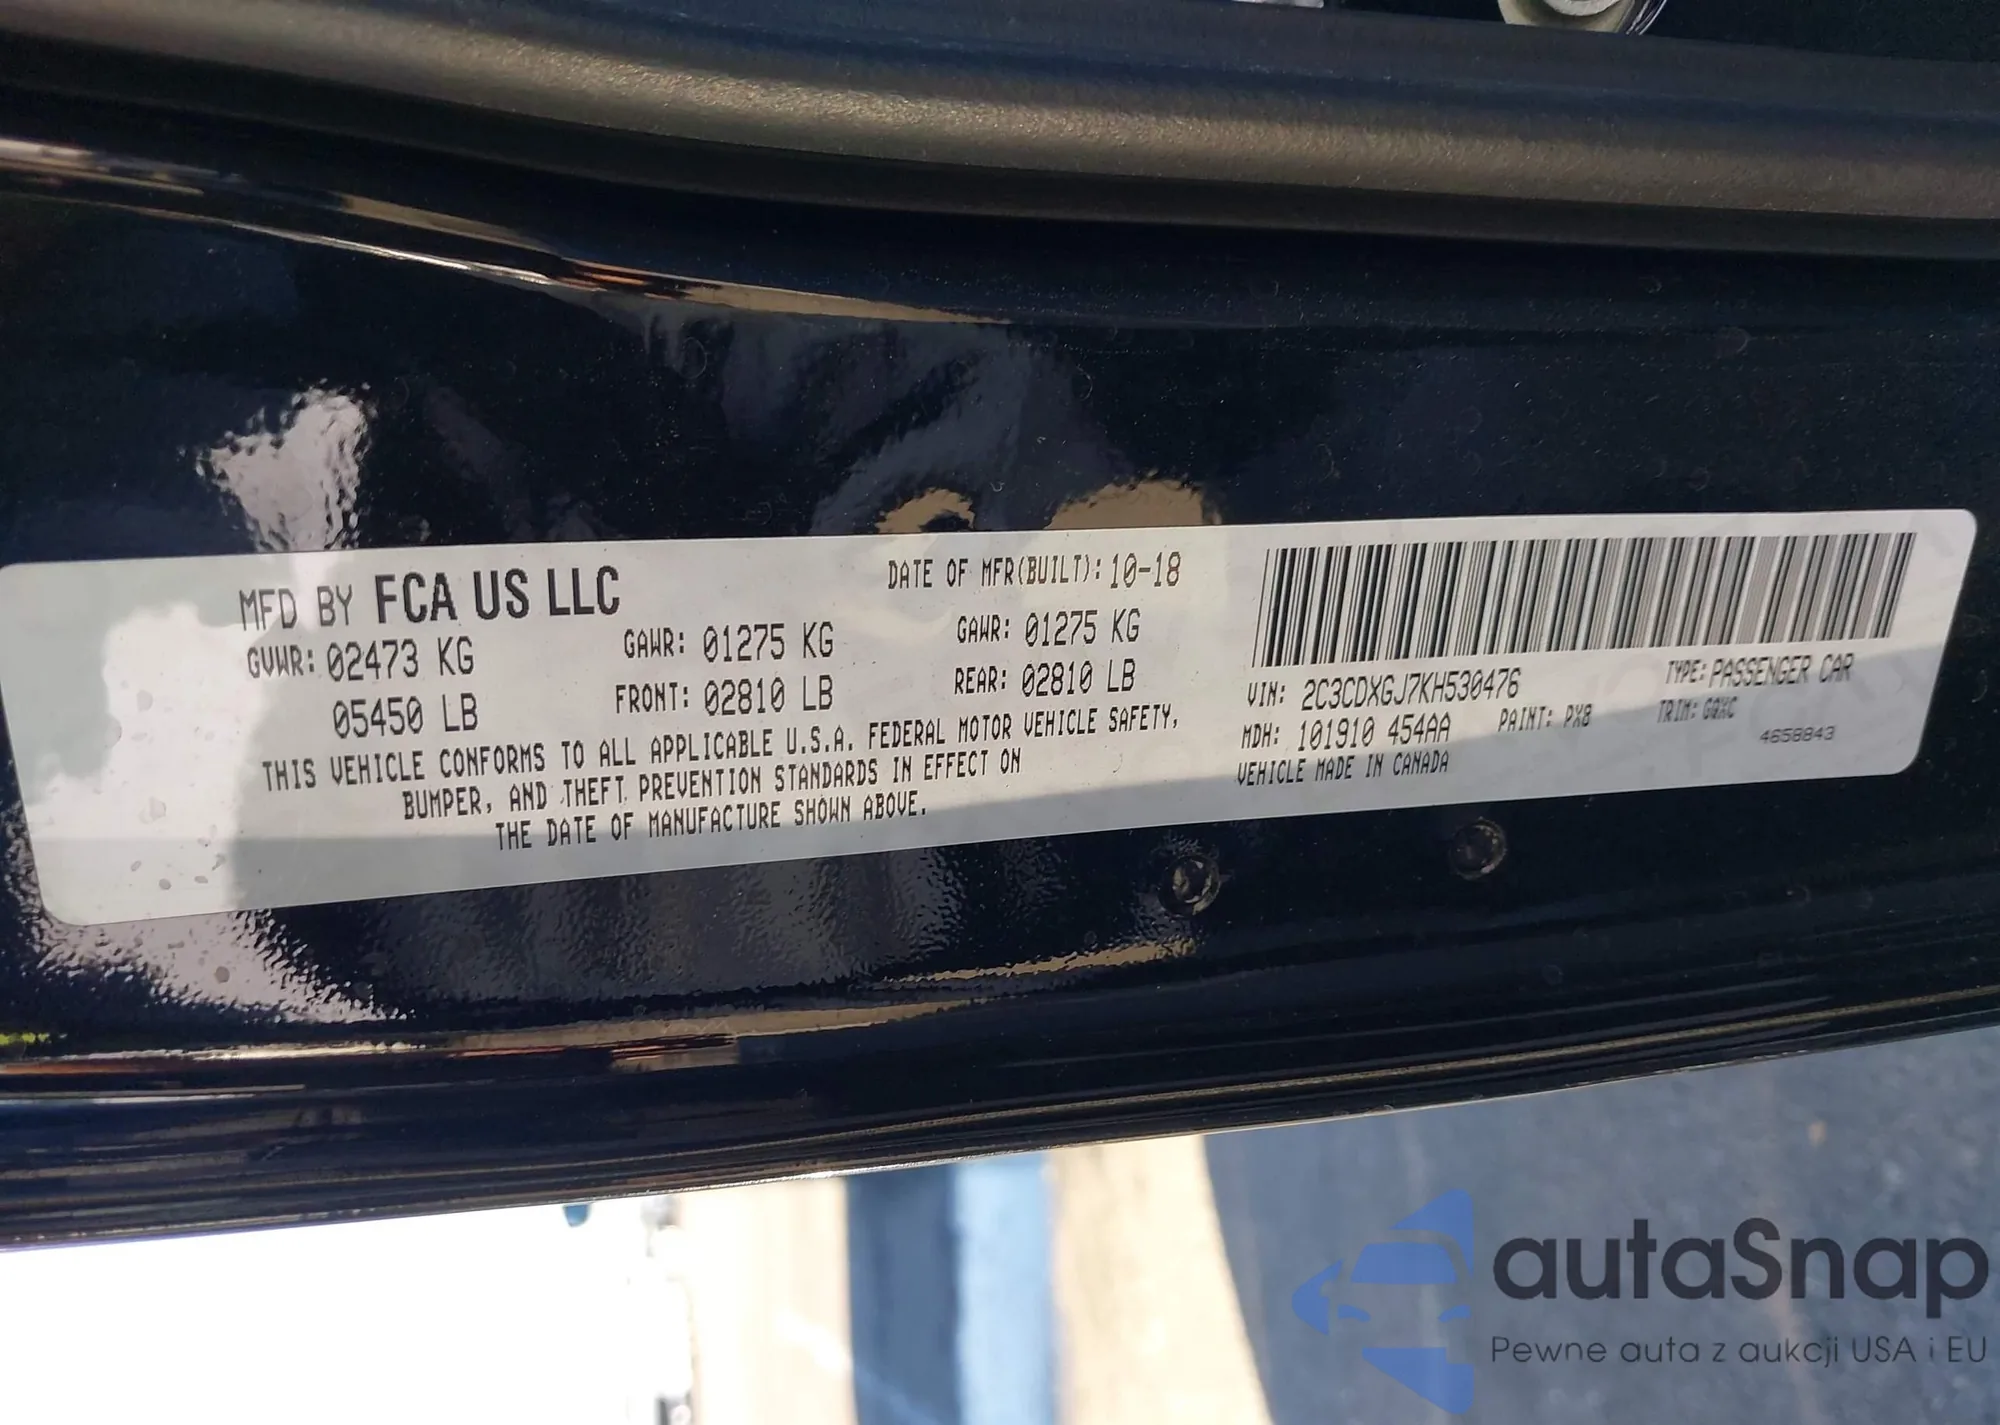 MFD BY FCA US LLC
DATE OF MFR(BUILT): 10-18
GVWR: 02473 KG
05450 LB
GAWR: 01275 KG
FRONT: 02810 LB
GAWR: 01275 KG
REAR: 02810 LB
THIS VEHICLE CONFORMS TO ALL APPLICABLE U.S.A. FEDERAL MOTOR VEHICLE SAFETY,
BUMPER, AND THEFT PREVENTION STANDARDS IN EFFECT ON
THE DATE OF MANUFACTURE SHOWN ABOVE.
VIN: 2C3CDXGJ7KH530476
TYPE: PASSENGER CAR
MDH: 101910 454AA
PAINT: PX8
TRIM: GQXC
4658843
VEHICLE MADE IN CANADA
autaSnap
Pewne auta z aukcji USA i EU